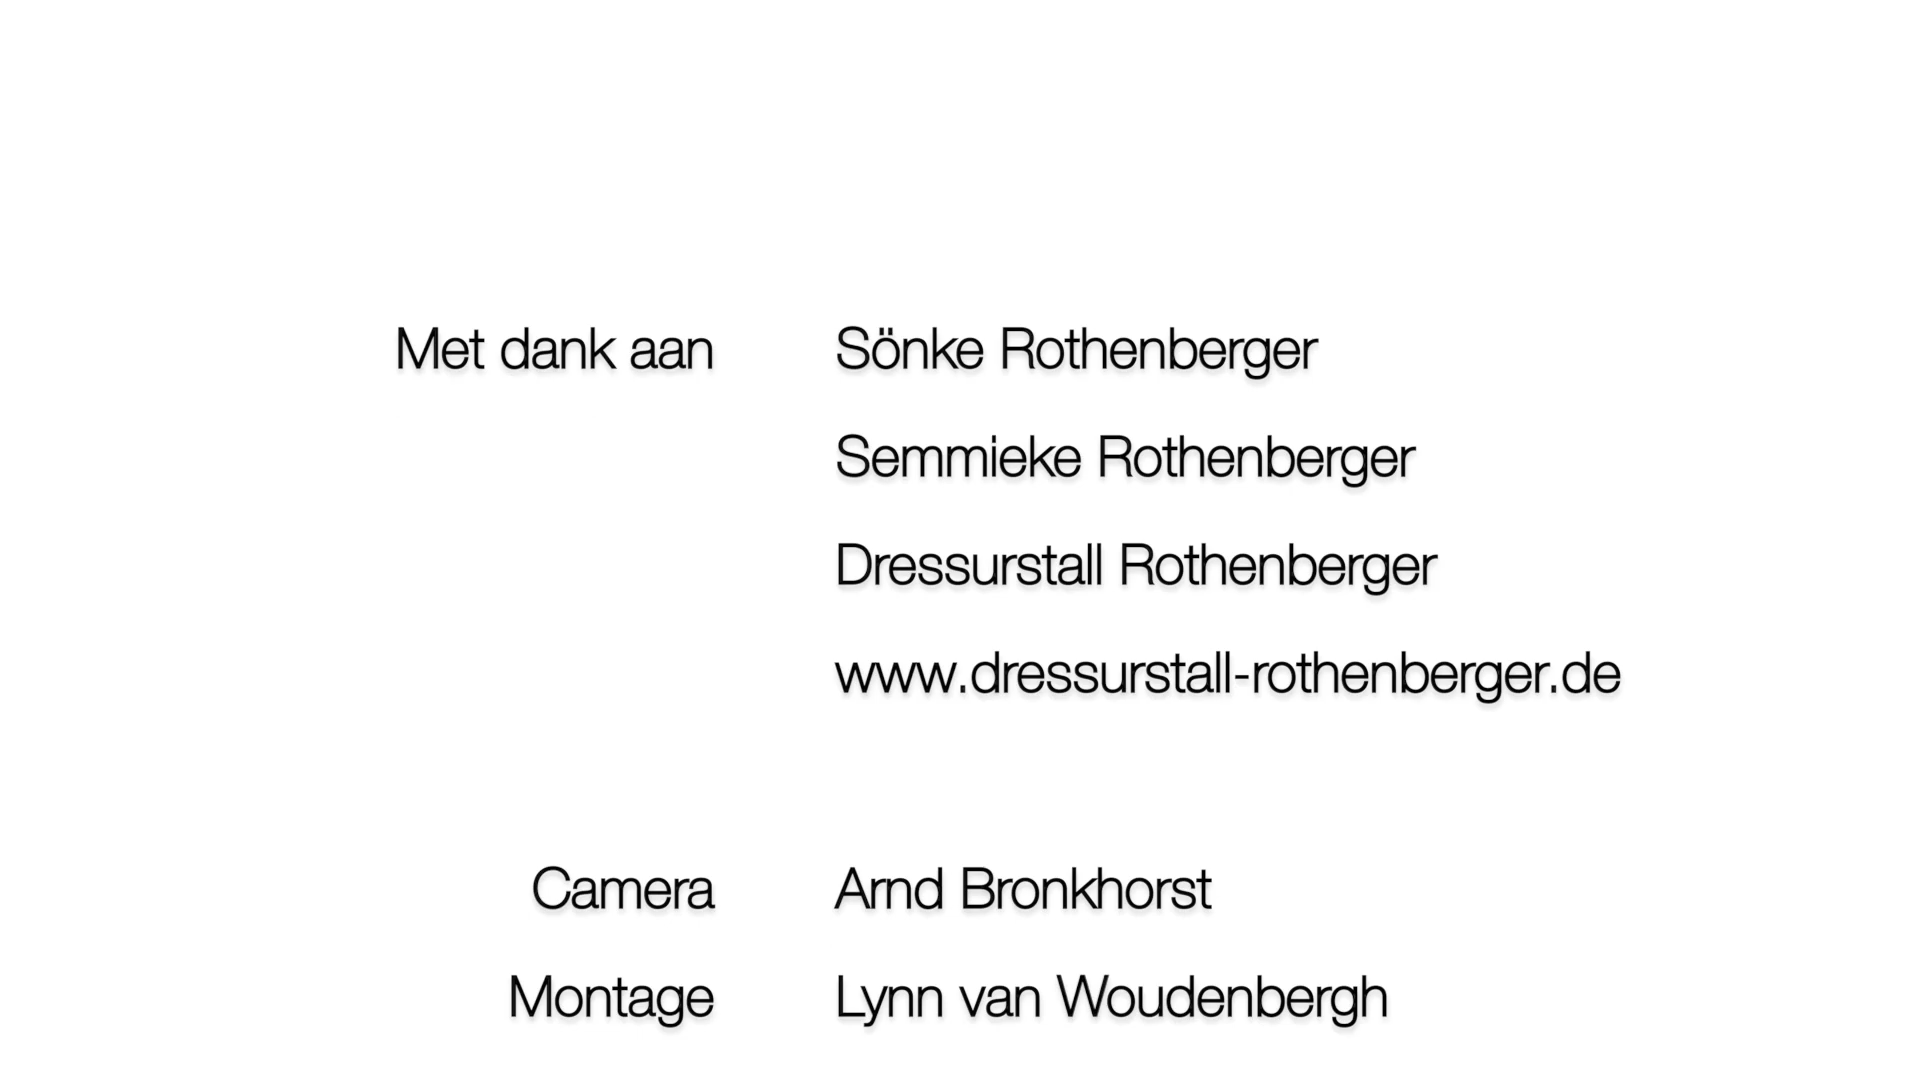 Met dank aan Sönke Rothenberger
Semmieke Rothenberger
Dressurstall Rothenberger
www.dressurstall-rothenberger.de
Camera Arnd Bronkhorst
Montage Lynn van Woudenbergh